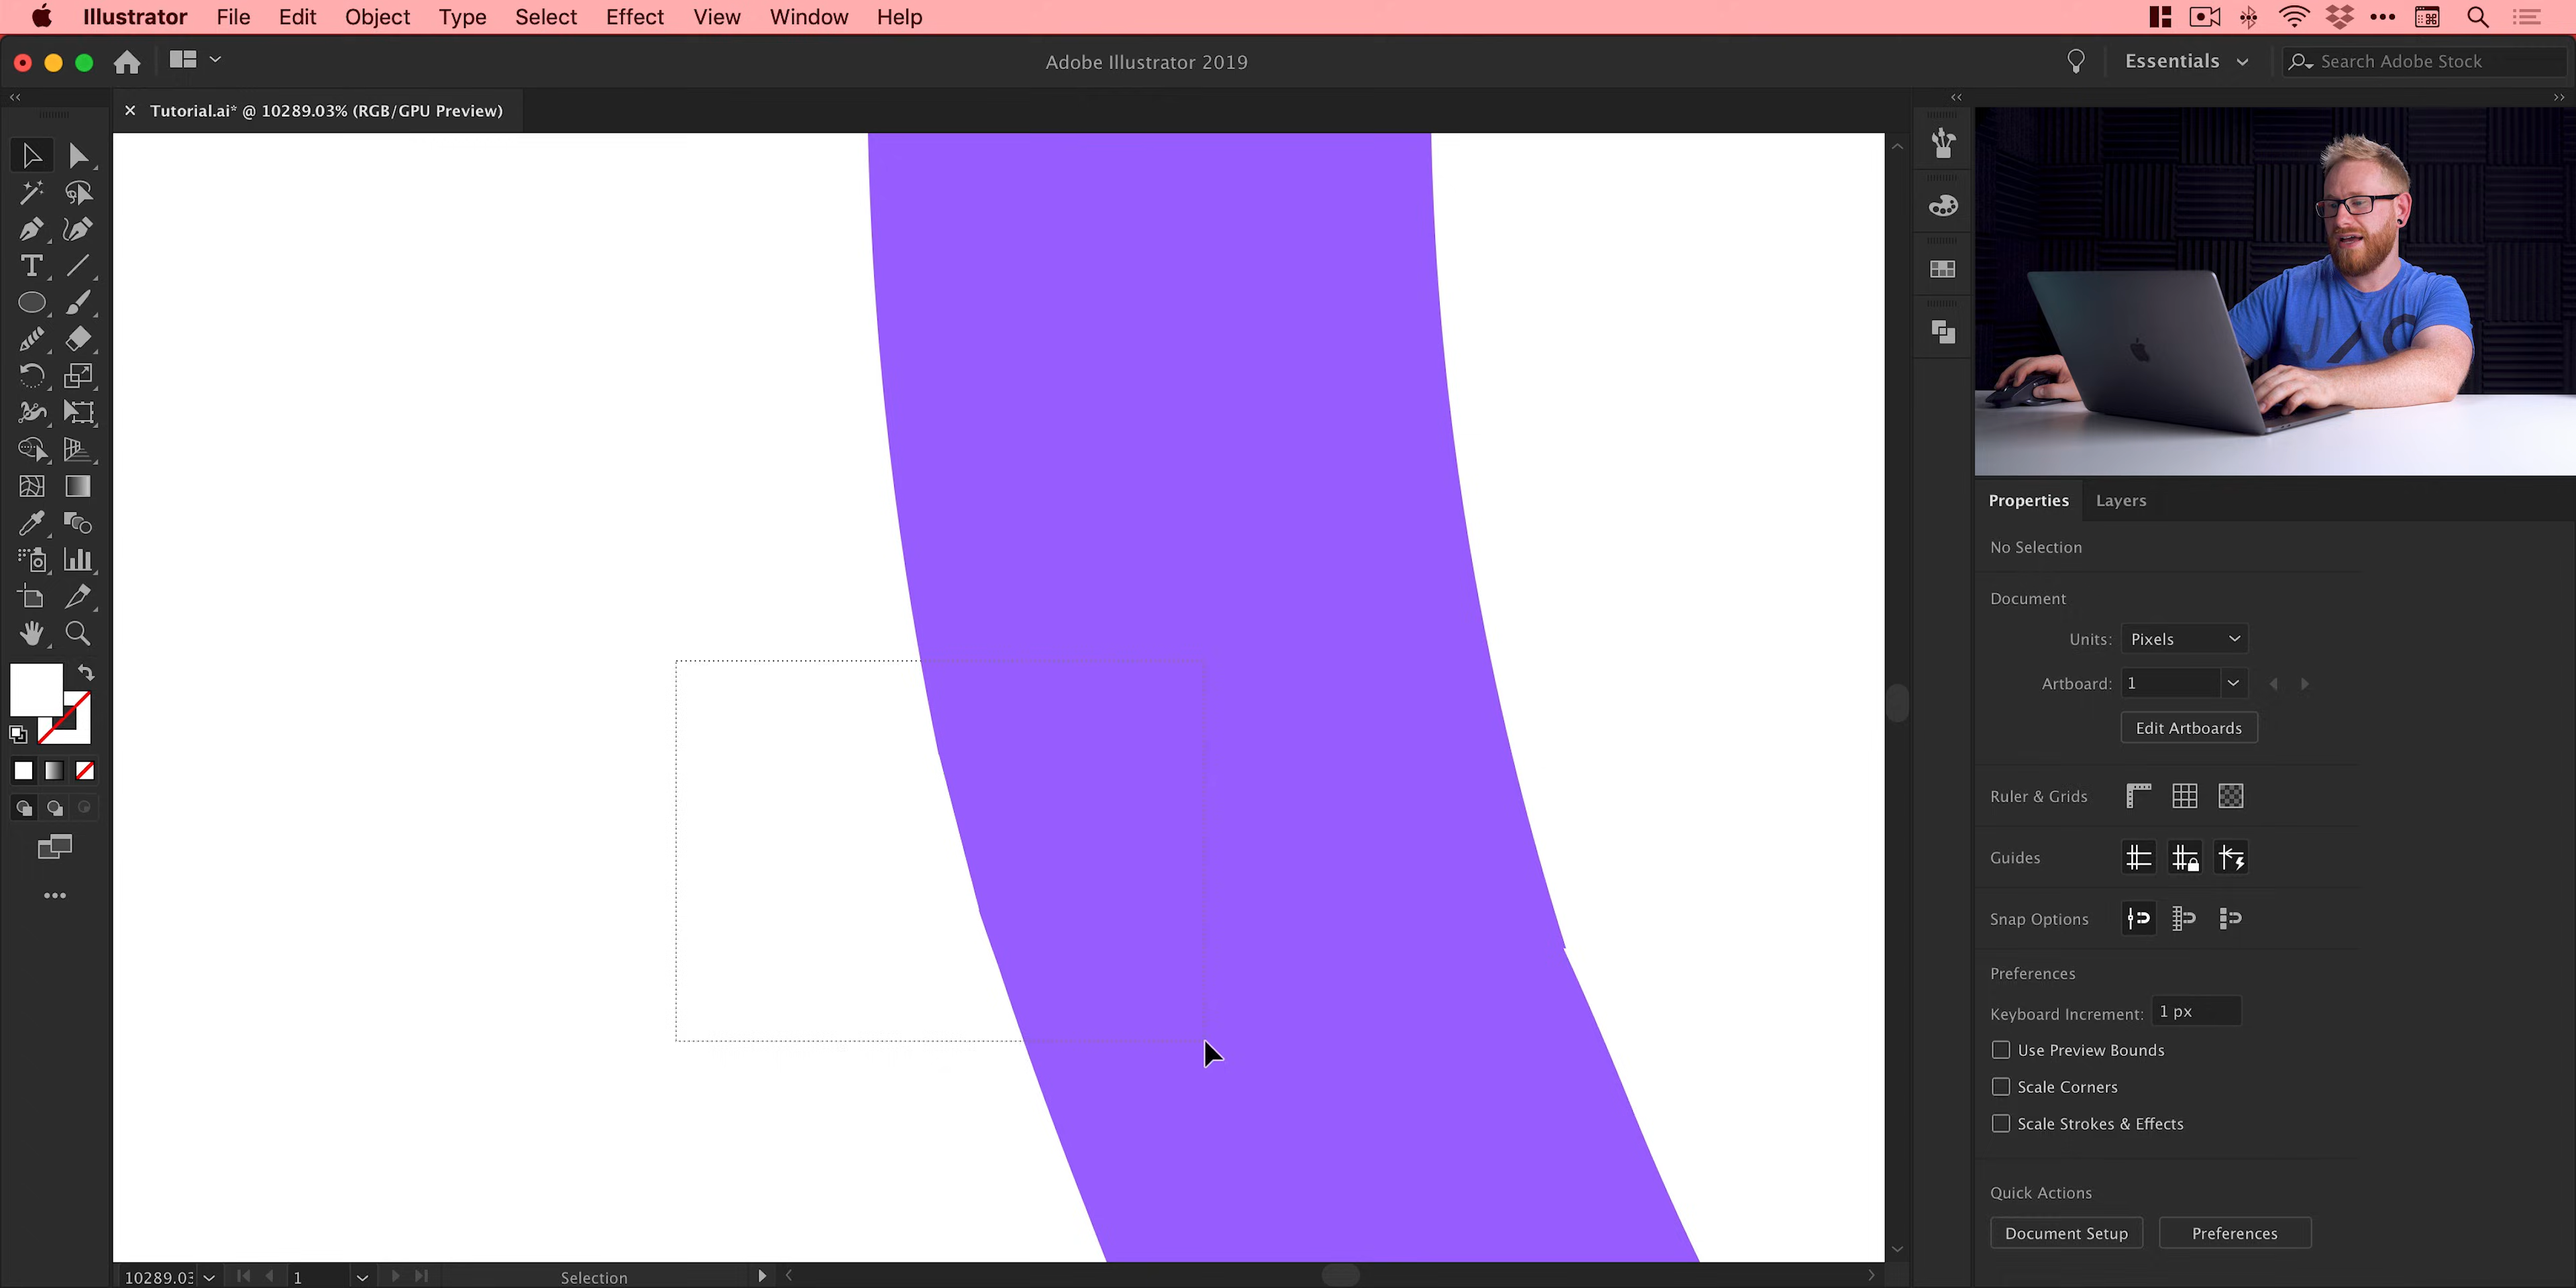 Illustrator File Edit Object Type Select Effect View Window Help
Adobe Illustrator 2019
Essentials
Search Adobe Stock
Tutorial.ai* @ 10289.03% (RGB/GPU Preview)
Properties Layers
No Selection
Document
Units: Pixels
Artboard: 1
Edit Artboards
Ruler & Grids
Guides
Snap Options
Preferences
Keyboard Increment: 1 px
Use Preview Bounds
Scale Corners
Scale Strokes & Effects
Quick Actions
Document Setup Preferences
10289.03 1 Selection